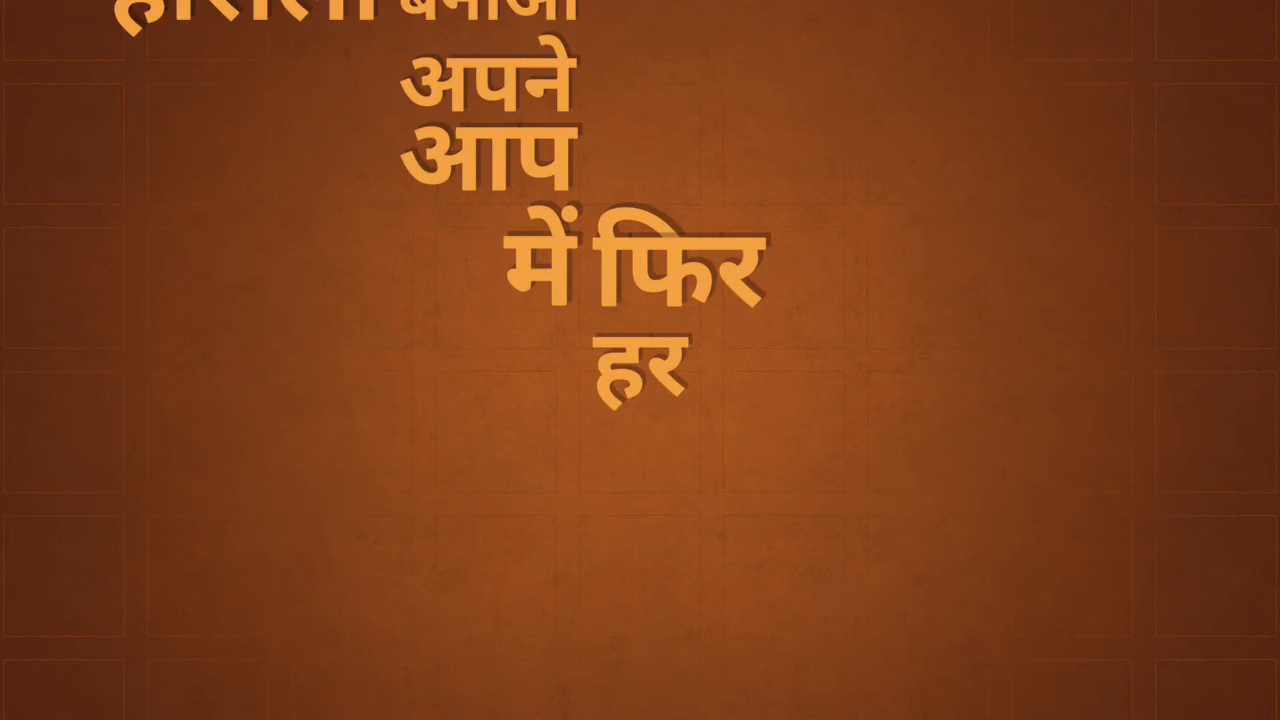 अपने
आप
में फिर
हर